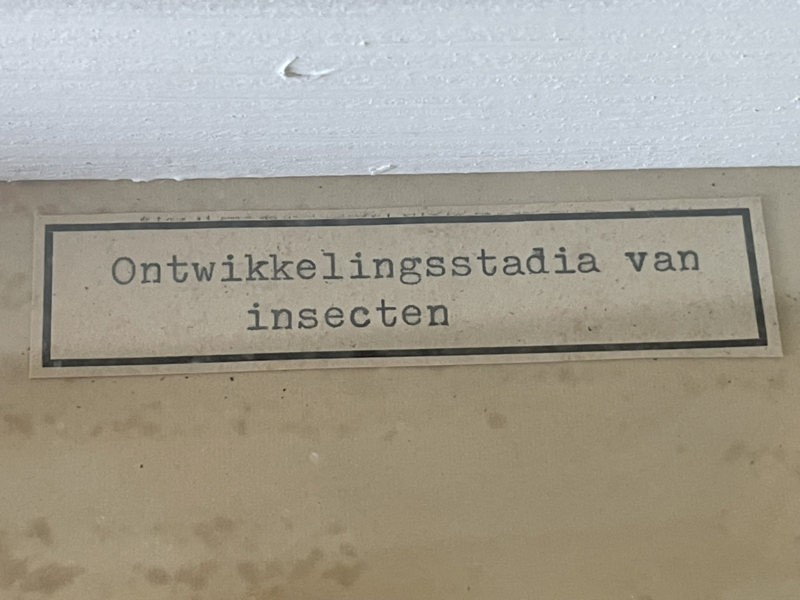 Ontwikkelingsstadia van
insecten